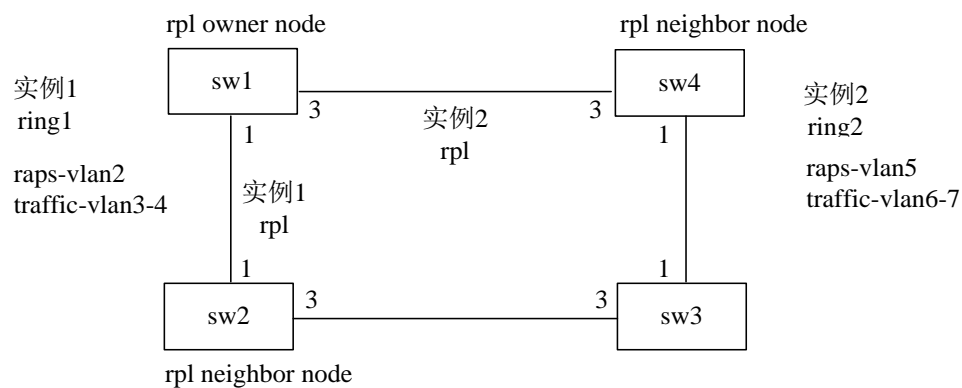 rpl owner node
rpl neighbor node
sw1
sw4
实例1
ring1
3
3
实例2
ring2
1
实例2
rpl
1
raps-vlan2
traffic-vlan3-4
实例1
rpl
raps-vlan5
traffic-vlan6-7
1
1
sw2
3
3
sw3
rpl neighbor node